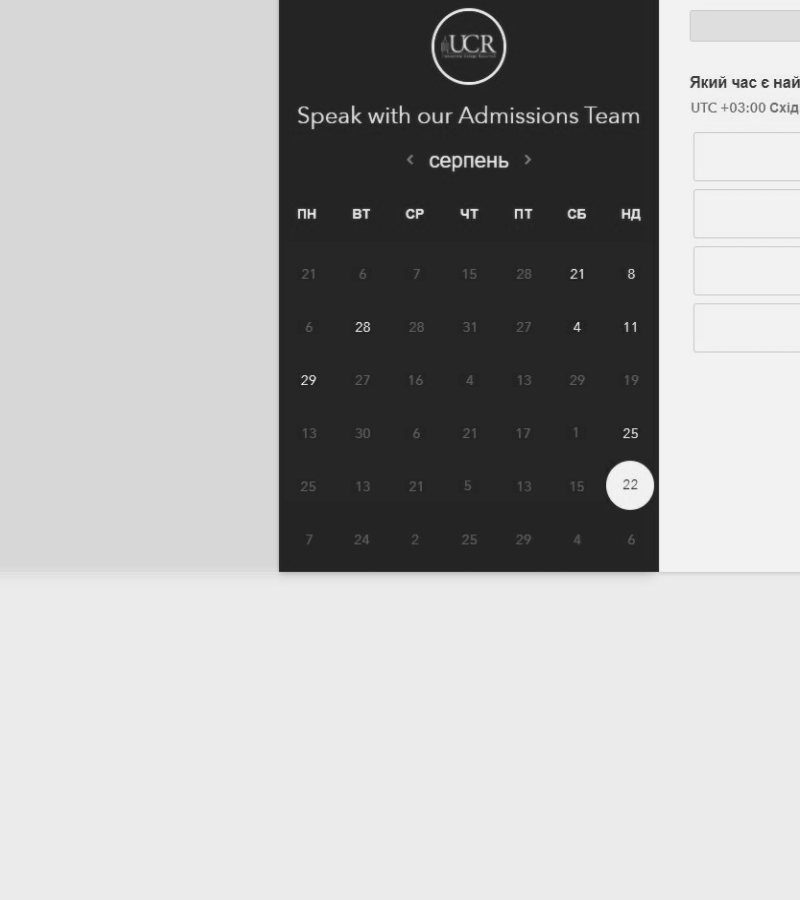 UCR
Speak with our Admissions Team
‹ серпень ›
ПН ВТ СР ЧТ ПТ СБ НД
21 6 7 15 28 21 8
6 28 28 31 27 4 11
29 27 16 4 13 29 19
13 30 6 21 17 1 25
25 13 21 5 13 15 22
7 24 2 25 29 4 6
Який час є най
UTC +03:00 Схід